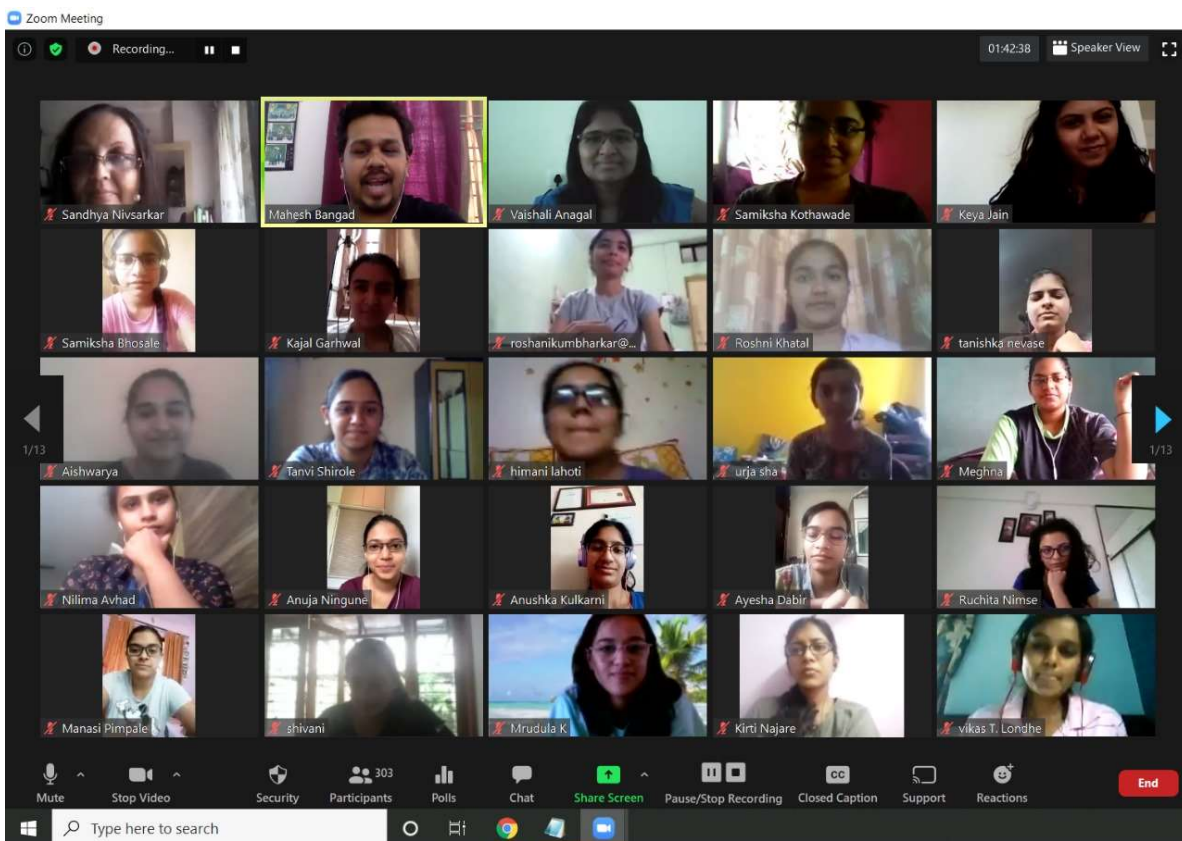 Zoom Meeting
Recording...
01:42:38 Speaker View
Sandhya Nivsarkar
Mahesh Bangad
Vaishali Anagal
Samiksha Kothawade
Keya Jain
Samiksha Bhosale
Kajal Garhwal
roshanikumbharkar@...
Roshni Khatal
tanishka nevase
1/13
1/13
Aishwarya
Tanvi Shirole
himani lahoti
urja sha
Meghna
Nilima Avhad
Anuja Ningune
Anushka Kulkarni
Ayesha Dabir
Ruchita Nimse
Manasi Pimpale
shivani
Mrudula K
Kirti Najare
vikas T. Londhe
303
Mute
Stop Video
Security
Participants
Polls
Chat
Share Screen
Pause/Stop Recording
CC
Closed Caption
Support
Reactions
End
Type here to search